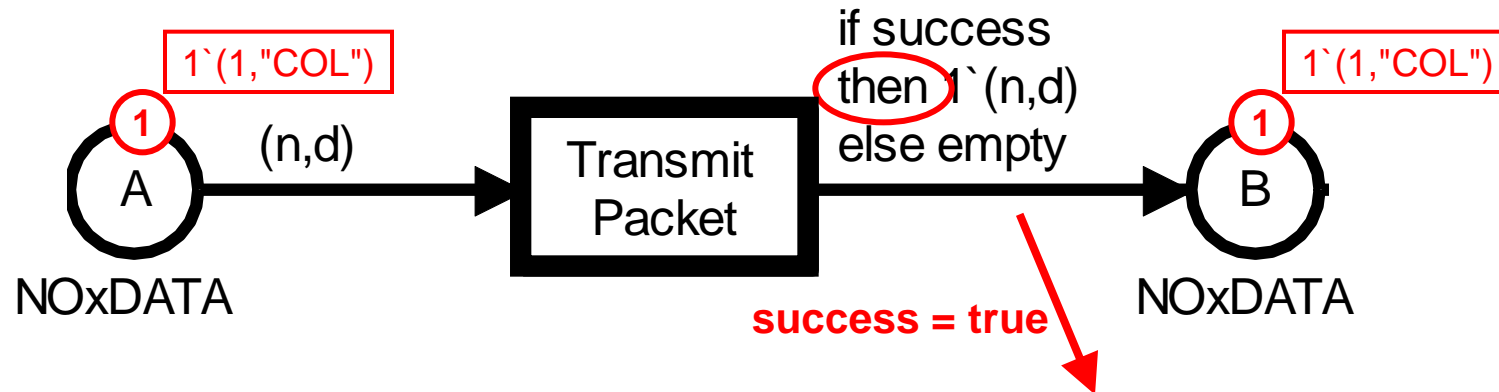 1`(1,"COL")
1
A
NOxDATA
(n,d)
Transmit
Packet
if success
then 1`(n,d)
else empty
success = true
1`(1,"COL")
1
B
NOxDATA